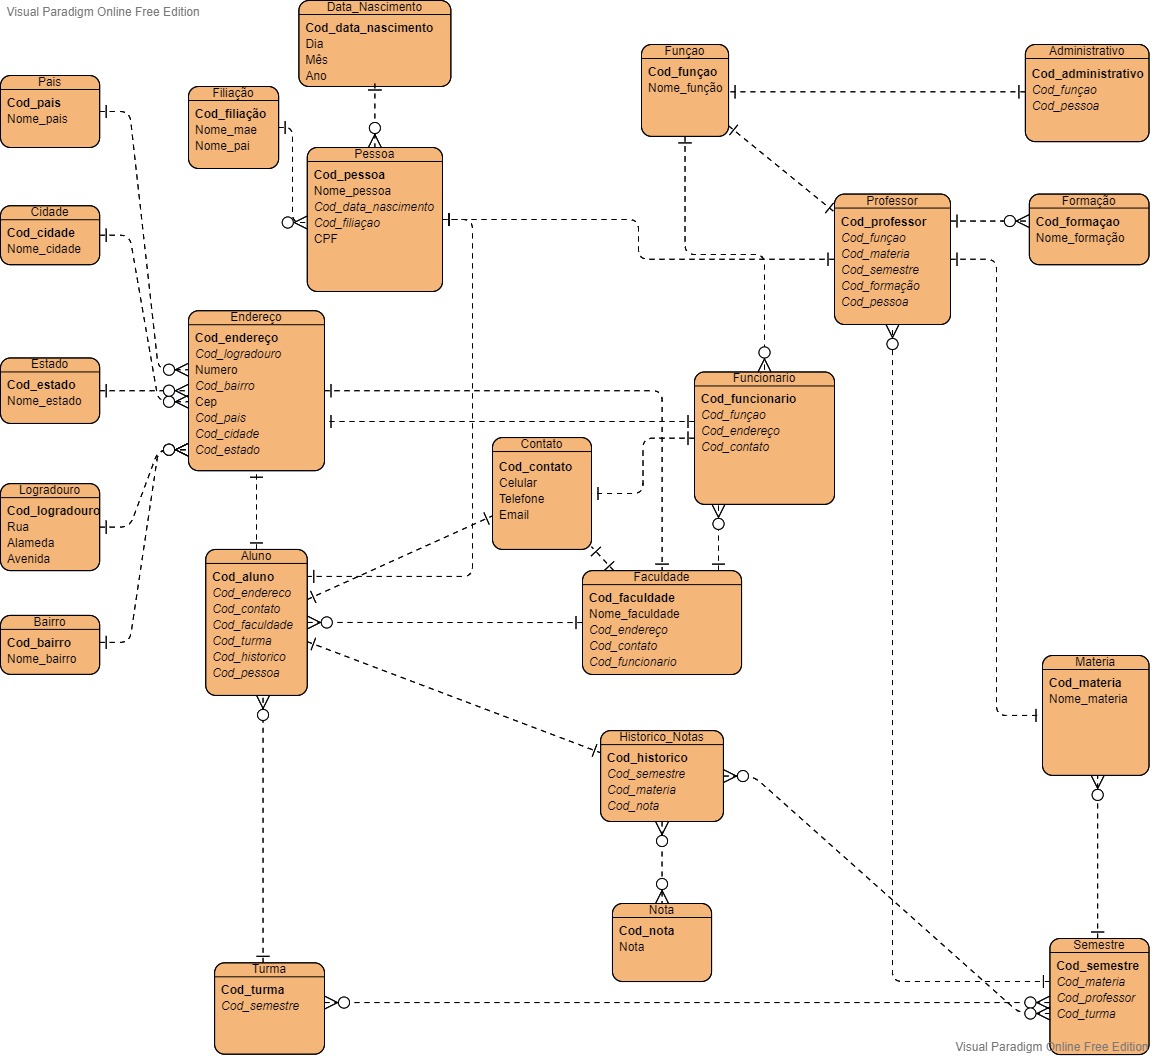 Visual Paradigm Online Free Edition
Data_Nascimento
Cod_data_nascimento
Dia
Mês
Ano
Funçao
Cod_funçao
Nome_função
Administrativo
Cod_administrativo
Cod_funçao
Cod_pessoa
Pais
Cod_pais
Nome_pais
Filiação
Cod_filiação
Nome_mae
Nome_pai
Pessoa
Cod_pessoa
Nome_pessoa
Cod_data_nascimento
Cod_filiaçao
CPF
Professor
Cod_professor
Cod_funçao
Cod_materia
Cod_semestre
Cod_formação
Cod_pessoa
Formação
Cod_formaçao
Nome_formação
Cidade
Cod_cidade
Nome_cidade
Endereço
Cod_endereço
Cod_logradouro
Numero
Cod_bairro
Cep
Cod_pais
Cod_cidade
Cod_estado
Estado
Cod_estado
Nome_estado
Funcionario
Cod_funcionario
Cod_funçao
Cod_endereço
Cod_contato
Contato
Cod_contato
Celular
Telefone
Email
Logradouro
Cod_logradouro
Rua
Alameda
Avenida
Aluno
Cod_aluno
Cod_endereco
Cod_contato
Cod_faculdade
Cod_turma
Cod_historico
Cod_pessoa
Faculdade
Cod_faculdade
Nome_faculdade
Cod_endereço
Cod_contato
Cod_funcionario
Bairro
Cod_bairro
Nome_bairro
Materia
Cod_materia
Nome_materia
Historico_Notas
Cod_historico
Cod_semestre
Cod_materia
Cod_nota
Nota
Cod_nota
Nota
Turma
Cod_turma
Cod_semestre
Semestre
Cod_semestre
Cod_materia
Cod_professor
Cod_turma
Visual Paradigm Online Free Edition